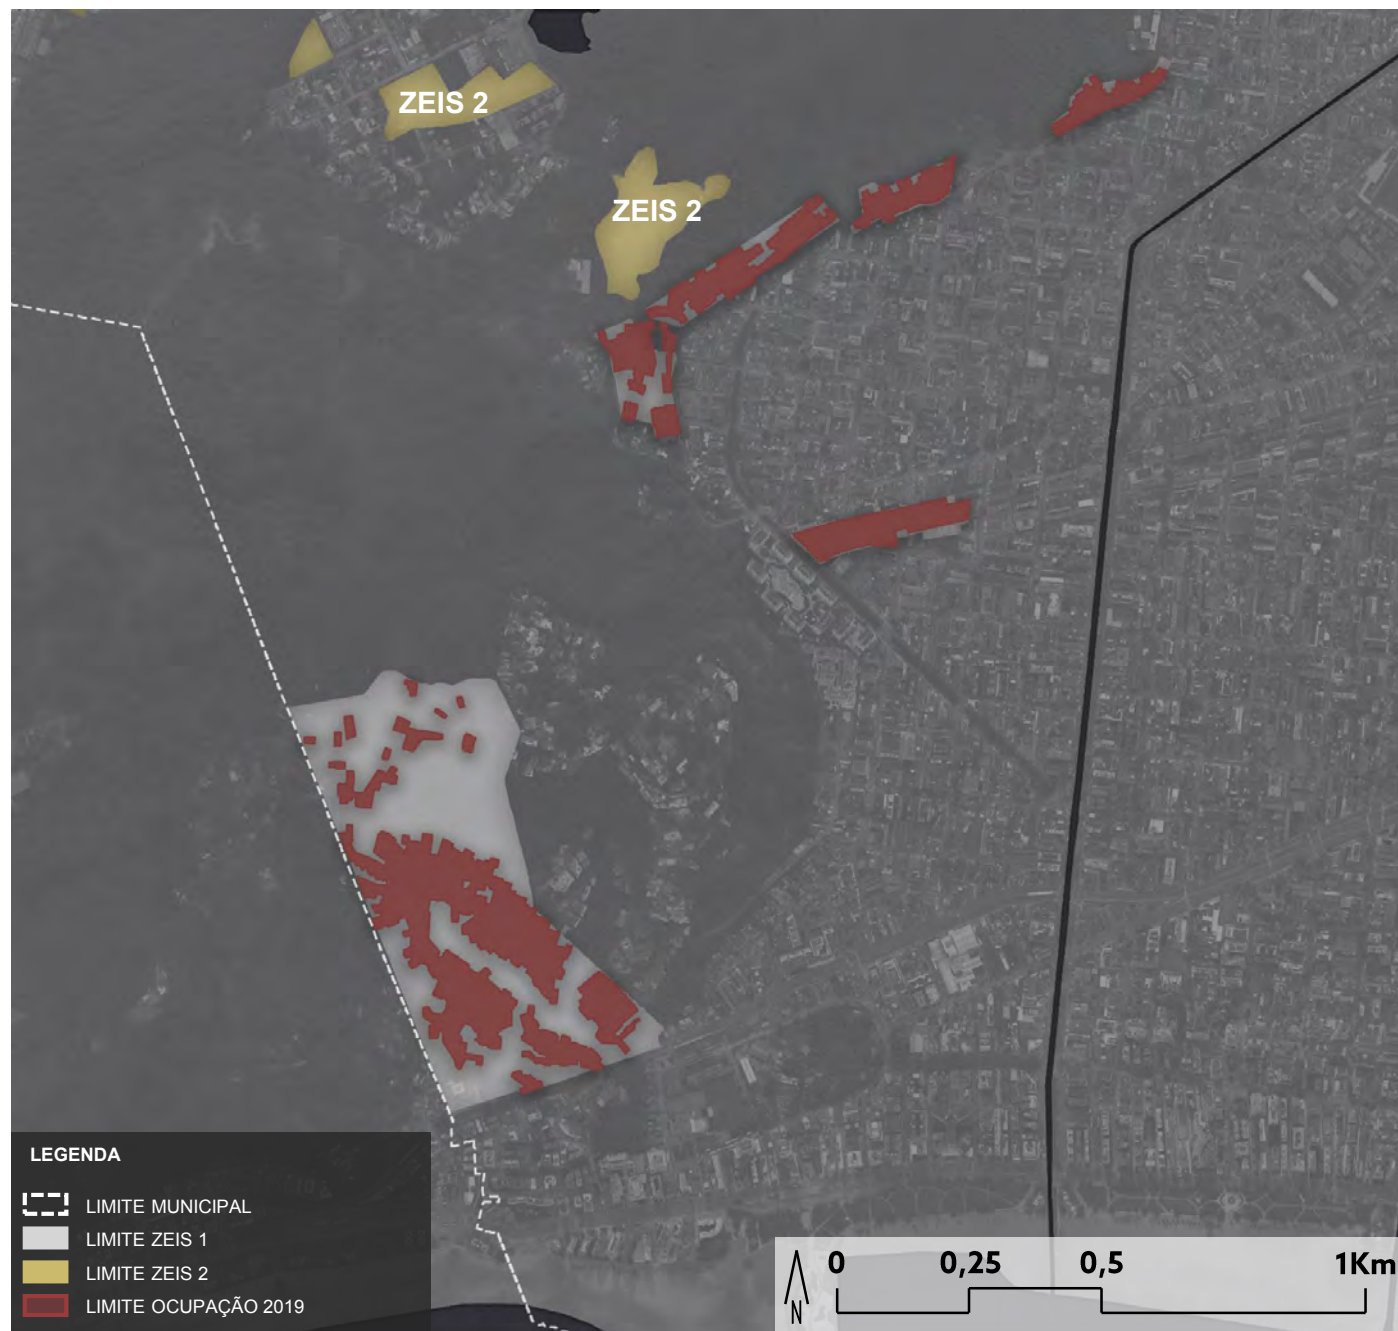 ZEIS 2
ZEIS 2
LEGENDA
LIMITE MUNICIPAL
LIMITE ZEIS 1
LIMITE ZEIS 2
LIMITE OCUPAÇÃO 2019
0 0,25 0,5 1Km
N